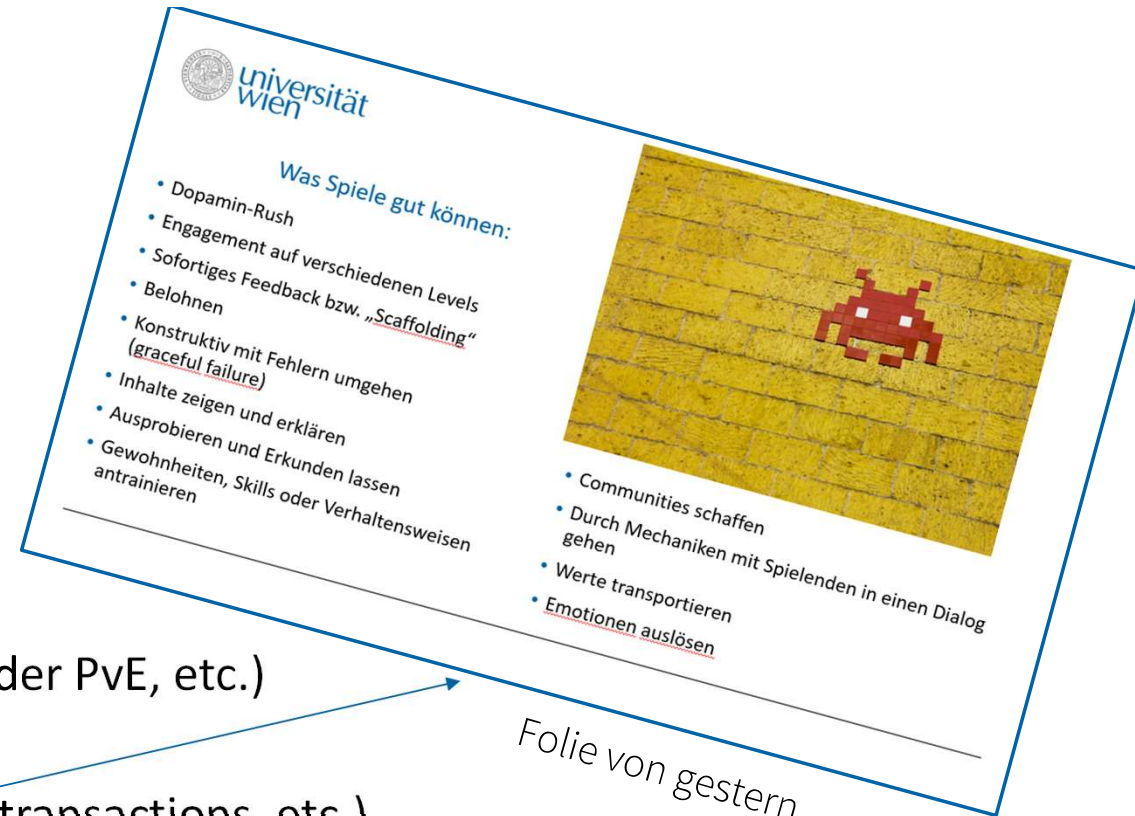 universität
wien
Was Spiele gut können:
• Dopamin-Rush
• Engagement auf verschiedenen Levels
• Sofortiges Feedback bzw. „Scaffolding“
• Belohnen
• Konstruktiv mit Fehlern umgehen
(graceful failure)
• Inhalte zeigen und erklären
• Ausprobieren und Erkunden lassen
• Gewohnheiten, Skills oder Verhaltensweisen
antrainieren
• Communities schaffen
• Durch Mechaniken mit Spielenden in einen Dialog
gehen
• Werte transportieren
• Emotionen auslösen
der PvE, etc.)
transactions, etc.)
Folie von gestern